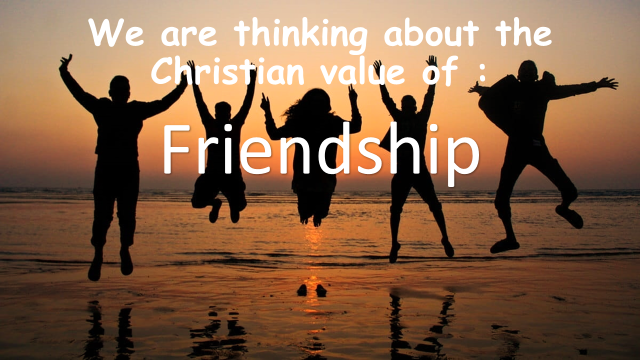 We are thinking about the
Christian value of :
Friendship